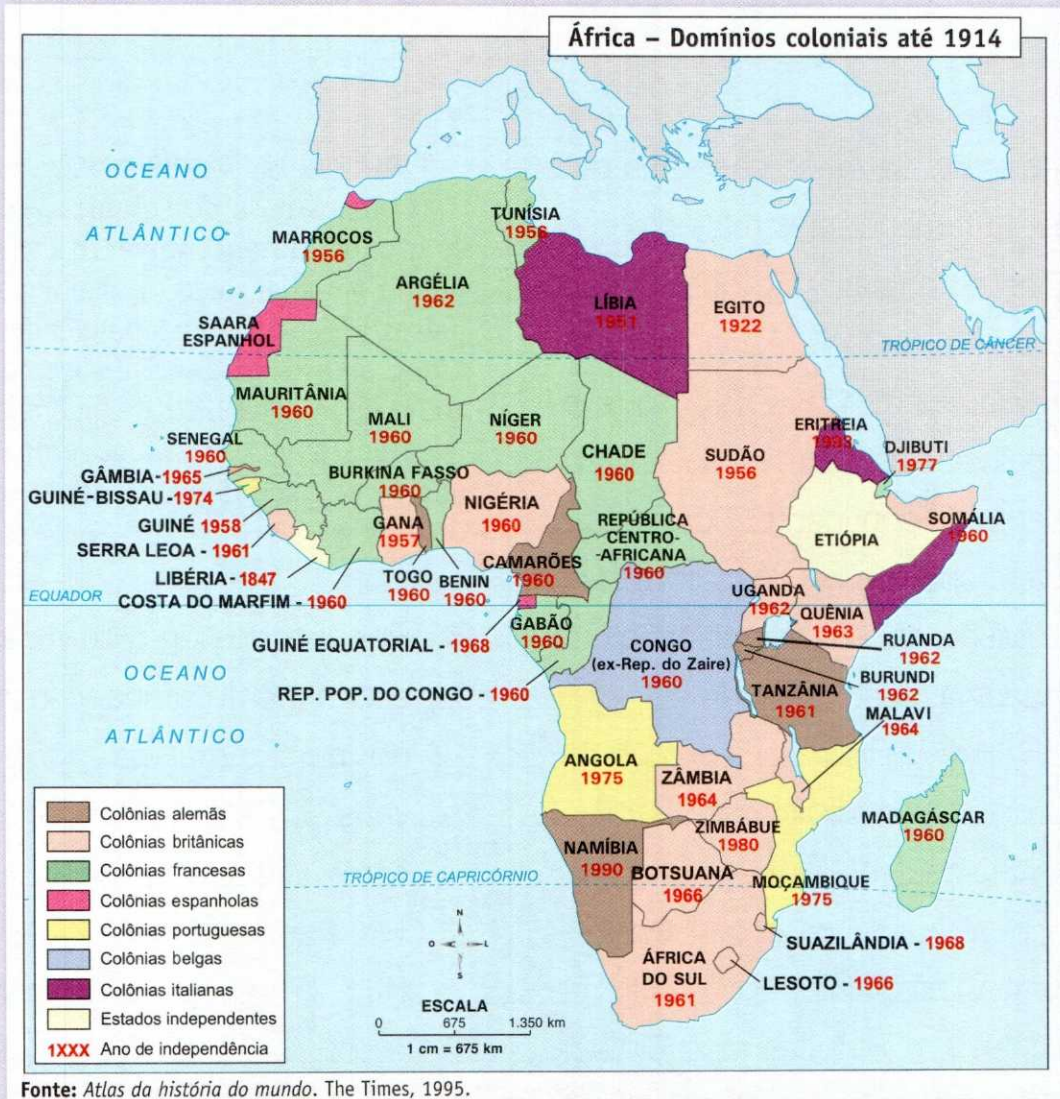 África – Domínios coloniais até 1914
OCEANO
ATLÂNTICO
MARROCOS
1956
TUNÍSIA
1956
ARGÉLIA
1962
LÍBIA
1951
EGITO
1922
SAARA
ESPANHOL
TRÓPICO DE CÂNCER
MAURITÂNIA
1960
MALI
1960
NÍGER
1960
CHADE
1960
SUDÃO
1956
ERITREIA
1993
DJIBUTI
1977
SENEGAL
1960
GÂMBIA - 1965
GUINÉ-BISSAU - 1974
BURKINA FASSO
1960
NIGÉRIA
1960
GUINÉ 1958
GANA
1957
REPÚBLICA
CENTRO-
-AFRICANA
1960
ETIÓPIA
SOMÁLIA
1960
SERRA LEOA - 1961
CAMARÕES
1960
LIBÉRIA - 1847
TOGO
1960
BENIN
1960
EQUADOR
COSTA DO MARFIM - 1960
UGANDA
1962
QUÊNIA
1963
GUINÉ EQUATORIAL - 1968
GABÃO
1960
CONGO
(ex-Rep. do Zaire)
1960
RUANDA
1962
OCEANO
ATLÂNTICO
REP. POP. DO CONGO - 1960
TANZÂNIA
1961
BURUNDI
1962
MALAVI
1964
ANGOLA
1975
ZÂMBIA
1964
MADAGÁSCAR
1960
NAMÍBIA
1990
ZIMBÁBUE
1980
BOTSUANA
1966
MOÇAMBIQUE
1975
TRÓPICO DE CAPRICÓRNIO
SUAZILÂNDIA - 1968
ÁFRICA
DO SUL
1961
LESOTO - 1966
Colônias alemãs
Colônias britânicas
Colônias francesas
Colônias espanholas
Colônias portuguesas
Colônias belgas
Colônias italianas
Estados independentes
1XXX Ano de independência
N
O L
S
ESCALA
0 675 1.350 km
1 cm = 675 km
Fonte: Atlas da história do mundo. The Times, 1995.